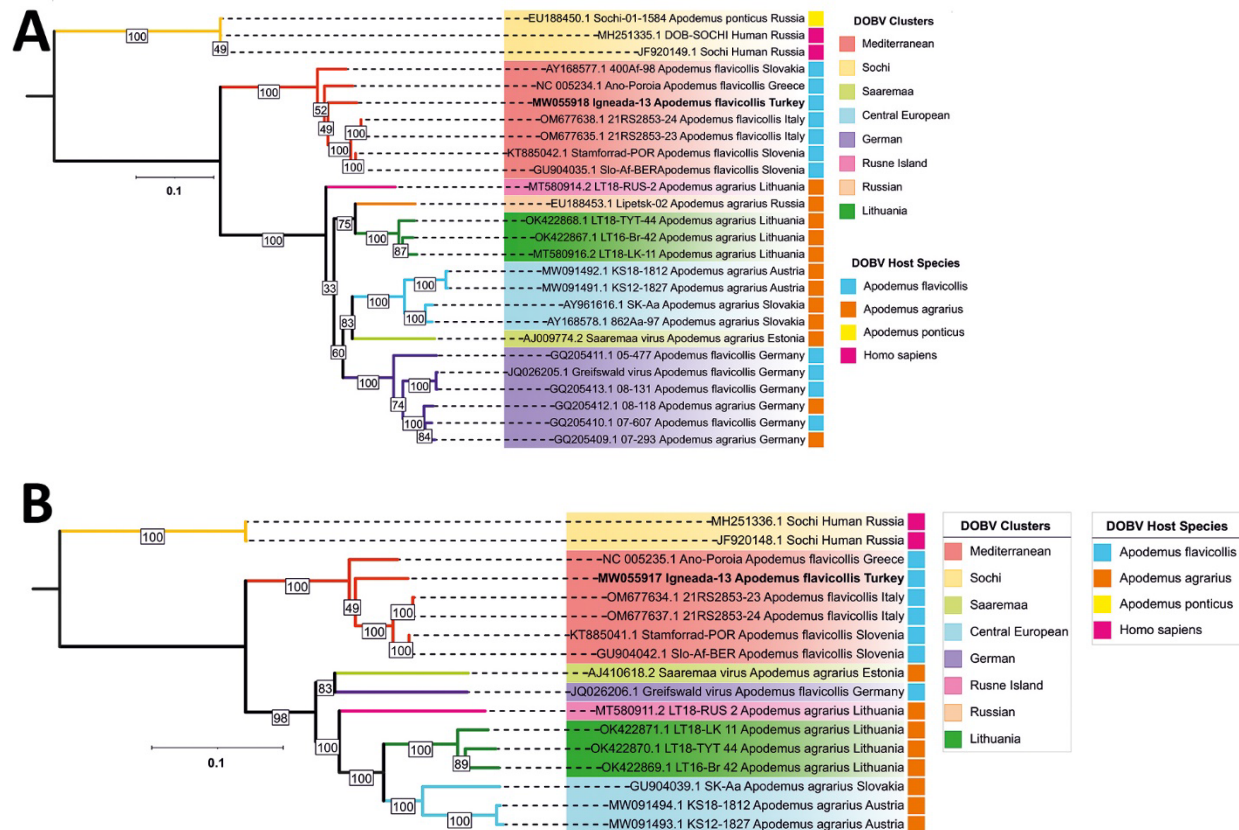 A
EU188450.1 Sochi-01-1584 Apodemus ponticus Russia
MH251335.1 DOB-SOCHI Human Russia
JF920149.1 Sochi Human Russia
AY168577.1 400Af-98 Apodemus flavicollis Slovakia
NC 005234.1 Ano-Poroia Apodemus flavicollis Greece
MW055918 Igneada-13 Apodemus flavicollis Turkey
OM677638.1 21RS2853-24 Apodemus flavicollis Italy
OM677635.1 21RS2853-23 Apodemus flavicollis Italy
KT885042.1 Stamforrad-POR Apodemus flavicollis Slovenia
GU904035.1 Slo-Af-BERApodemus flavicollis Slovenia
MT580914.2 LT18-RUS-2 Apodemus agrarius Lithuania
EU188453.1 Lipetsk-02 Apodemus agrarius Russia
OK422868.1 LT18-TYT-44 Apodemus agrarius Lithuania
OK422867.1 LT16-Br-42 Apodemus agrarius Lithuania
MT580916.2 LT18-LK-11 Apodemus agrarius Lithuania
MW091492.1 KS18-1812 Apodemus agrarius Austria
MW091491.1 KS12-1827 Apodemus agrarius Austria
AY961616.1 SK-Aa Apodemus agrarius Slovakia
AY168578.1 862Aa-97 Apodemus agrarius Slovakia
AJ009774.2 Saaremaa virus Apodemus agrarius Estonia
GQ205411.1 05-477 Apodemus flavicollis Germany
JQ026205.1 Greifswald virus Apodemus flavicollis Germany
GQ205413.1 08-131 Apodemus flavicollis Germany
GQ205412.1 08-118 Apodemus agrarius Germany
GQ205410.1 07-607 Apodemus flavicollis Germany
GQ205409.1 07-293 Apodemus agrarius Germany
100
49
100
52
49
100
100
100
0.1
100
75
100
87
33
100
100
100
83
60
100
100
74
100
84
DOBV Clusters
Mediterranean
Sochi
Saaremaa
Central European
German
Rusne Island
Russian
Lithuania
DOBV Host Species
Apodemus flavicollis
Apodemus agrarius
Apodemus ponticus
Homo sapiens
B
MH251336.1 Sochi Human Russia
JF920148.1 Sochi Human Russia
NC 005235.1 Ano-Poroia Apodemus flavicollis Greece
MW055917 Igneada-13 Apodemus flavicollis Turkey
OM677634.1 21RS2853-23 Apodemus flavicollis Italy
OM677637.1 21RS2853-24 Apodemus flavicollis Italy
KT885041.1 Stamforrad-POR Apodemus flavicollis Slovenia
GU904042.1 Slo-Af-BER Apodemus flavicollis Slovenia
AJ410618.2 Saaremaa virus Apodemus agrarius Estonia
JQ026206.1 Greifswald virus Apodemus flavicollis Germany
MT580911.2 LT18-RUS 2 Apodemus agrarius Lithuania
OK422871.1 LT18-LK 11 Apodemus agrarius Lithuania
OK422870.1 LT18-TYT 44 Apodemus agrarius Lithuania
OK422869.1 LT16-Br 42 Apodemus agrarius Lithuania
GU904039.1 SK-Aa Apodemus agrarius Slovakia
MW091494.1 KS18-1812 Apodemus agrarius Austria
MW091493.1 KS12-1827 Apodemus agrarius Austria
100
100
49
100
100
100
83
98
100
100
89
100
100
100
0.1
DOBV Clusters
Mediterranean
Sochi
Saaremaa
Central European
German
Rusne Island
Russian
Lithuania
DOBV Host Species
Apodemus flavicollis
Apodemus agrarius
Apodemus ponticus
Homo sapiens